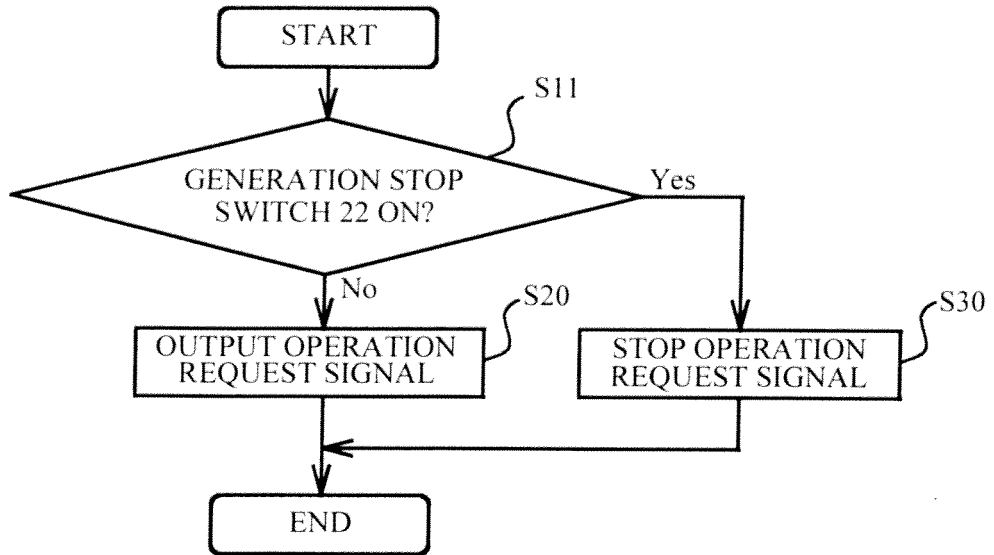 START
S11
GENERATION STOP
SWITCH 22 ON?
Yes
No
S20
S30
OUTPUT OPERATION
REQUEST SIGNAL
STOP OPERATION
REQUEST SIGNAL
END